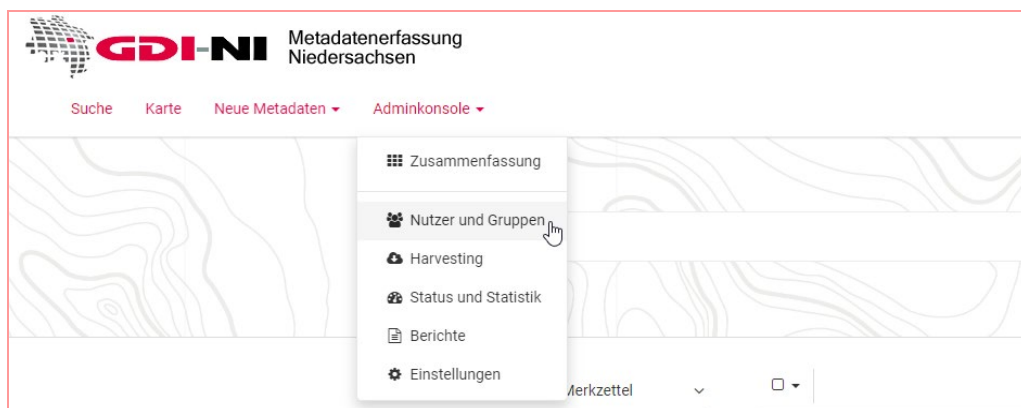 GDI-NI
Metadatenerfassung
Niedersachsen
Suche Karte Neue Metadaten Adminkonsole
Zusammenfassung
Nutzer und Gruppen
Harvesting
Status und Statistik
Berichte
Einstellungen
Merkzettel